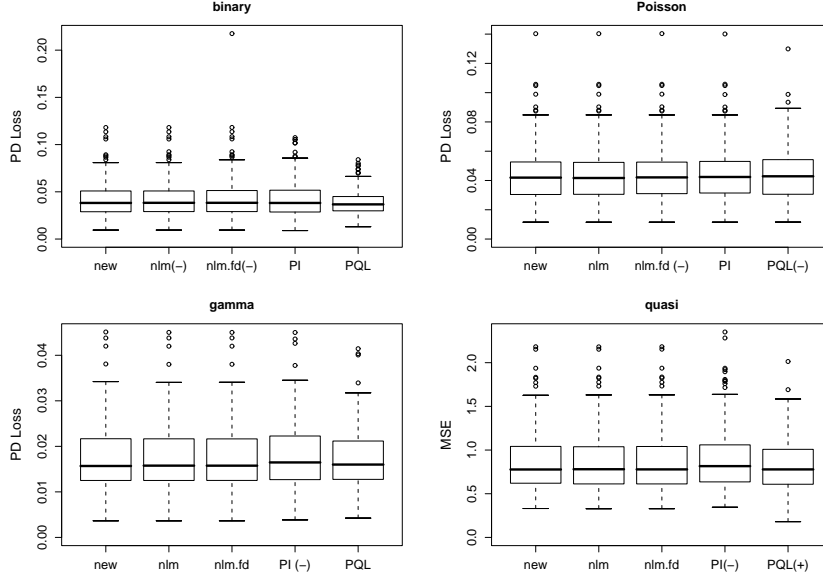 binary
PD Loss
0.00 0.05 0.10 0.15 0.20
new nlm(−) nlm.fd(−) PI PQL
Poisson
PD Loss
0.00 0.04 0.08 0.12
new nlm nlm.fd (−) PI PQL(−)
gamma
PD Loss
0.00 0.01 0.02 0.03 0.04
new nlm nlm.fd PI (−) PQL
quasi
MSE
0.0 0.5 1.0 1.5 2.0
new nlm nlm.fd PI(−) PQL(+)